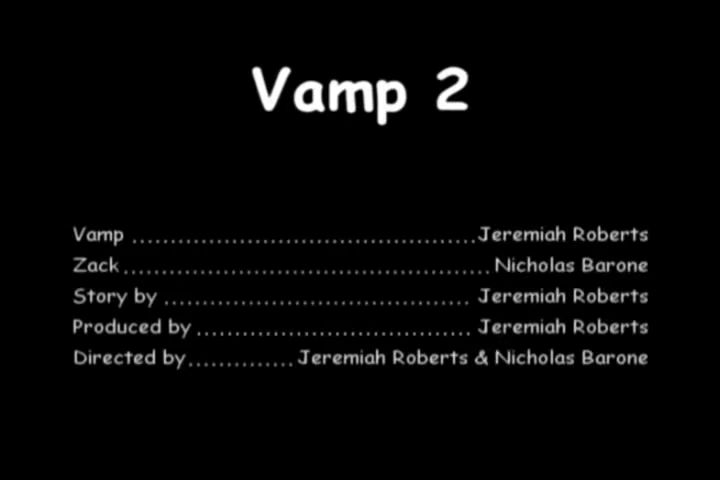 Vamp 2
Vamp ............................................Jeremiah Roberts
Zack............................................... Nicholas Barone
Story by ....................................... Jeremiah Roberts
Produced by ................................... Jeremiah Roberts
Directed by.............. Jeremiah Roberts & Nicholas Barone